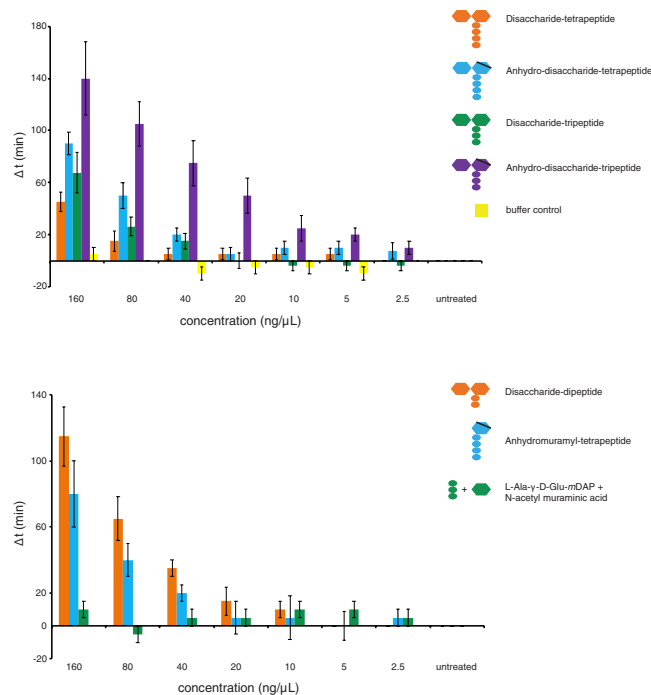 180
140
100
60
20
-20
Δ t (min)
160 80 40 20 10 5 2.5 untreated
concentration (ng/µL)
Disaccharide-tetrapeptide
Anhydro-disaccharide-tetrapeptide
Disaccharide-tripeptide
Anhydro-disaccharide-tripeptide
buffer control
140
100
60
20
0
-20
Δ t (min)
160 80 40 20 10 5 2.5 untreated
concentration (ng/µL)
Disaccharide-dipeptide
Anhydromuramyl-tetrapeptide
+
L-Ala-γ-D-Glu-mDAP +
N-acetyl muraminic acid